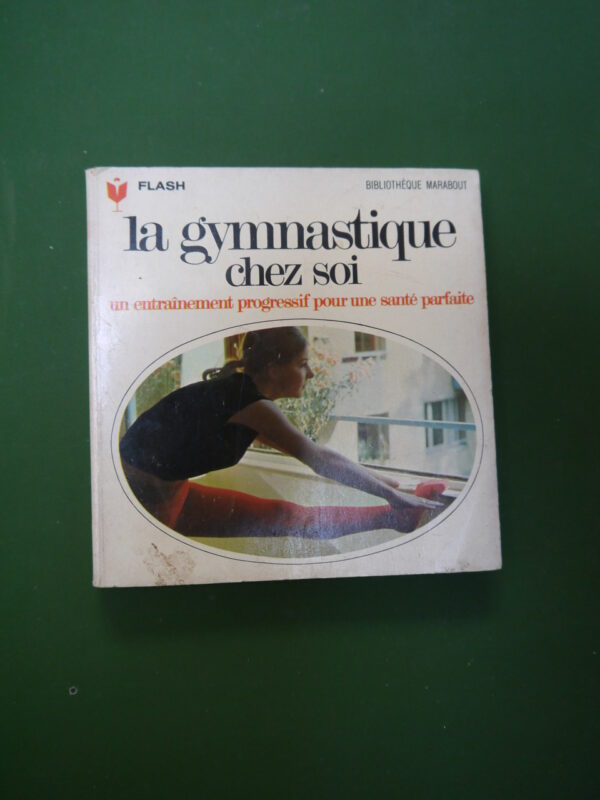 FLASH
BIBLIOTHÈQUE MARABOUT
la gymnastique
chez soi
un entraînement progressif pour une santé parfaite